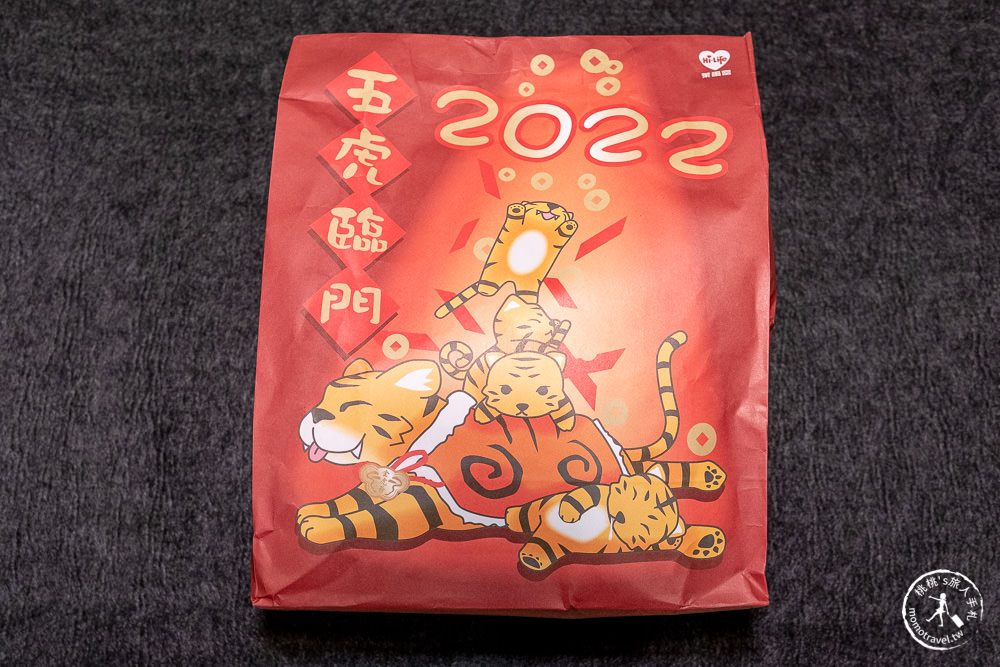 五虎臨門
2022
Hi-Life
萊爾富
桃桃's旅人手札
momotravel.tw